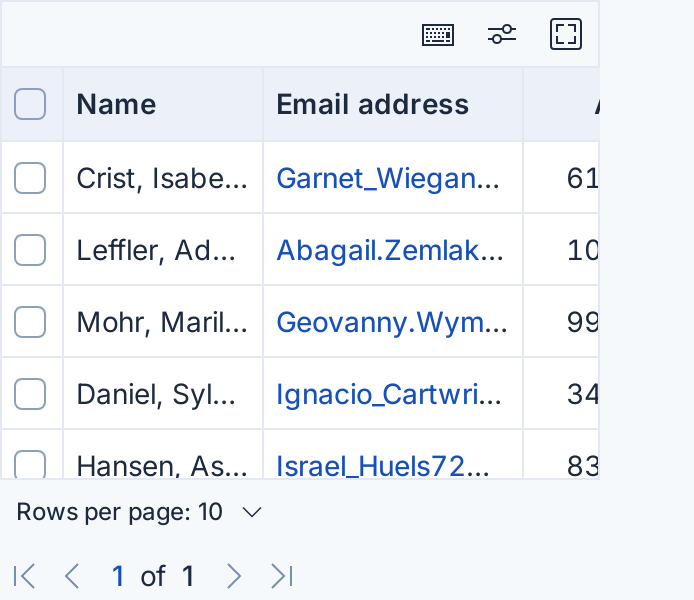 Name Email address
Crist, Isabe... Garnet_Wiegan... 61
Leffler, Ad... Abagail.Zemlak... 10
Mohr, Maril... Geovanny.Wym... 99
Daniel, Syl... Ignacio_Cartwri... 34
Hansen, As... Israel_Huels72... 83
Rows per page: 10
1 of 1